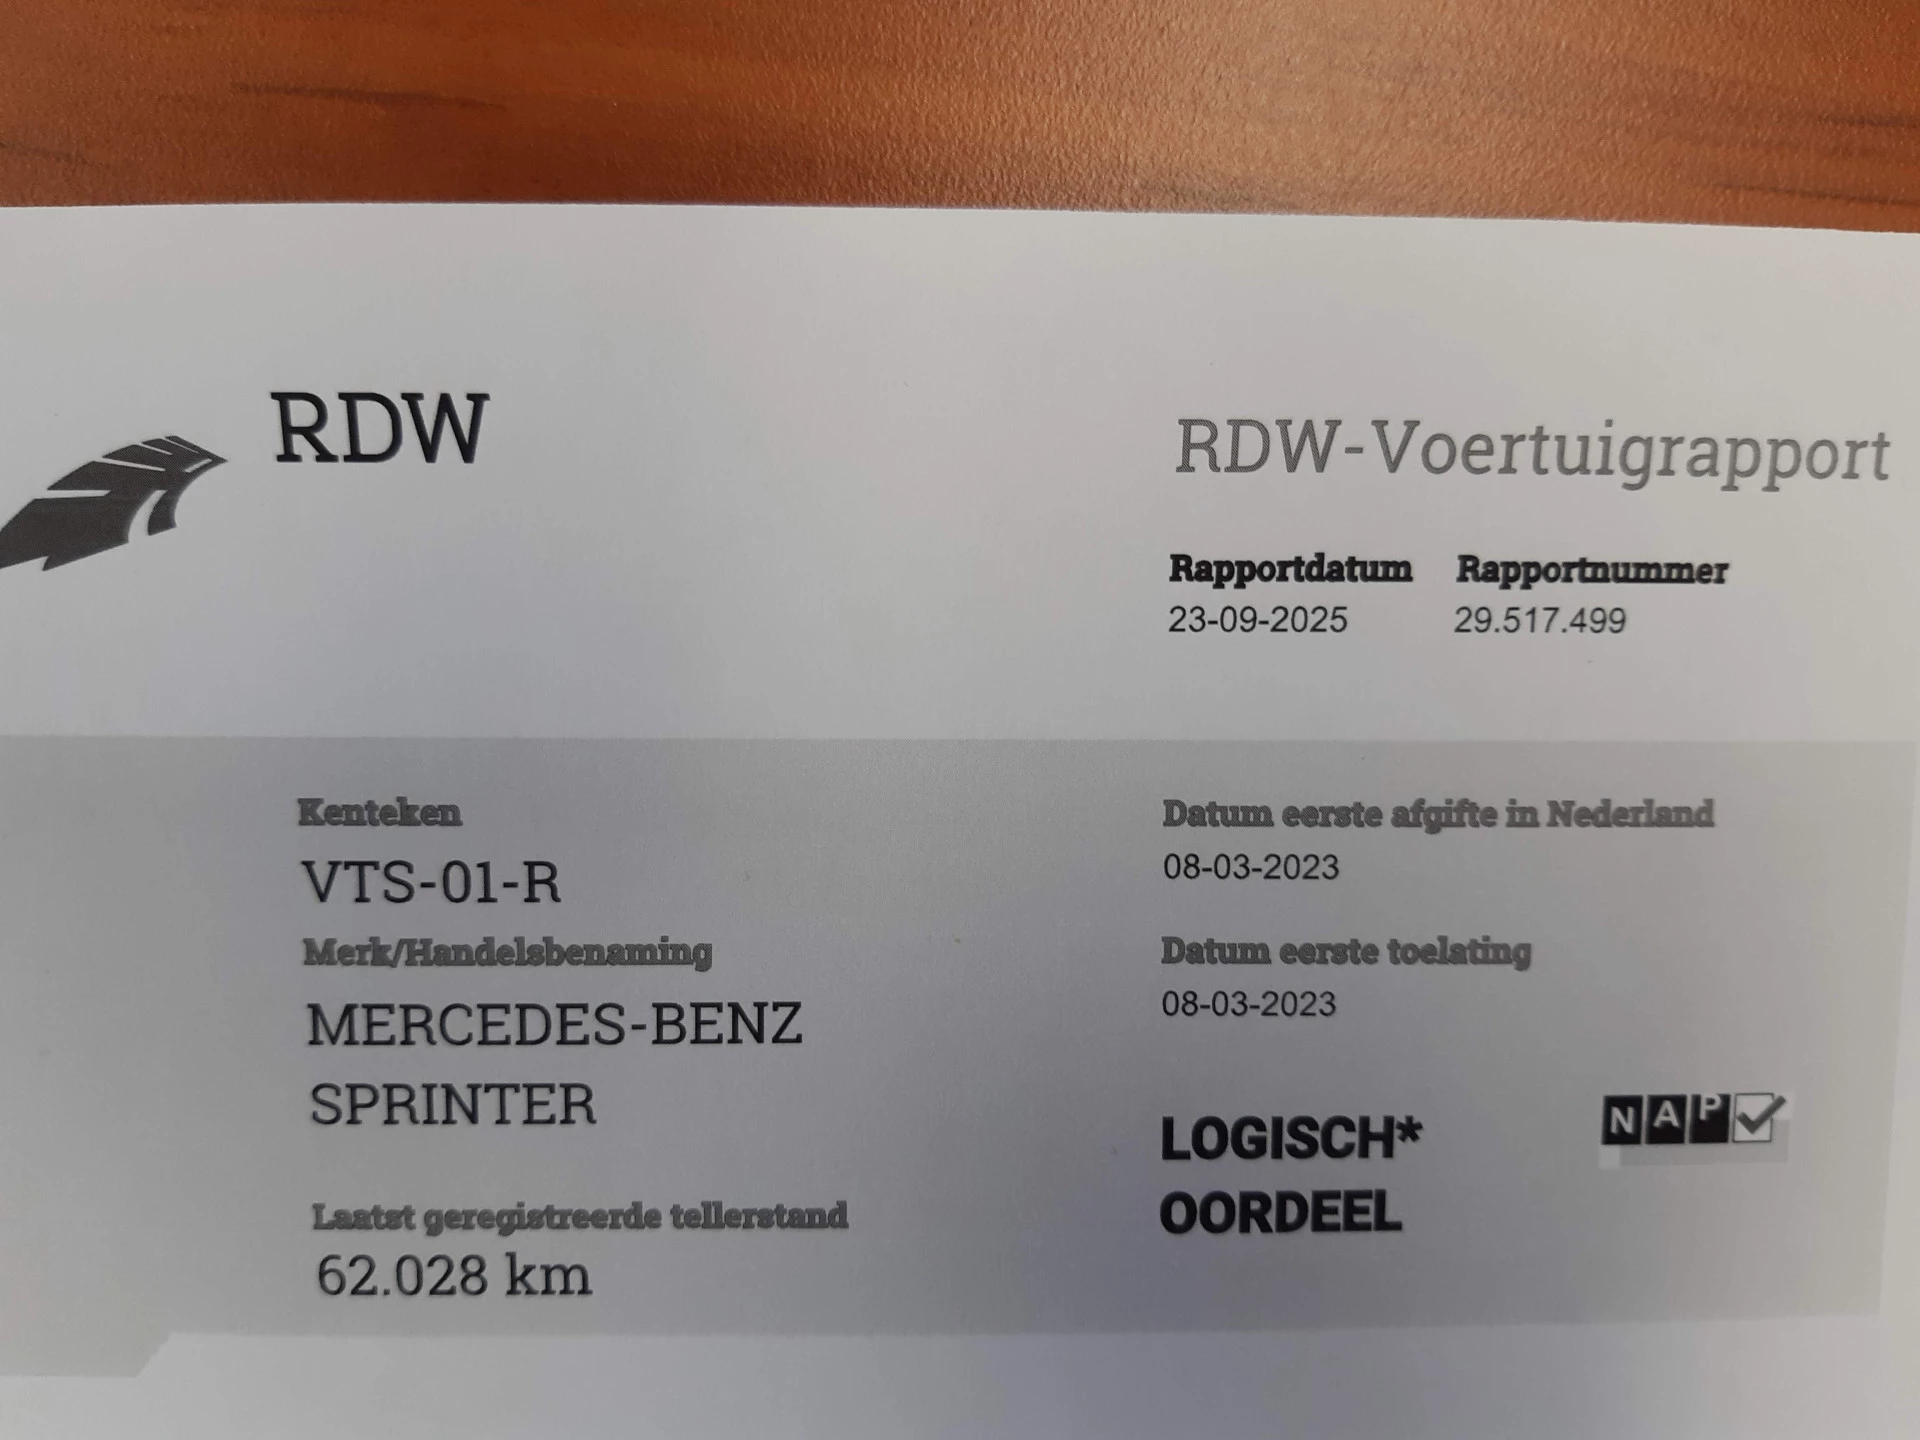 RDW
RDW-Voertuigrapport
Rapportdatum Rapportnummer
23-09-2025 29.517.499
Kenteken
VTS-01-R
Merk/Handelsbenaming
MERCEDES-BENZ
SPRINTER
Laatst geregistreerde tellerstand
62.028 km
Datum eerste afgifte in Nederland
08-03-2023
Datum eerste toelating
08-03-2023
LOGISCH*
OORDEEL
NAP